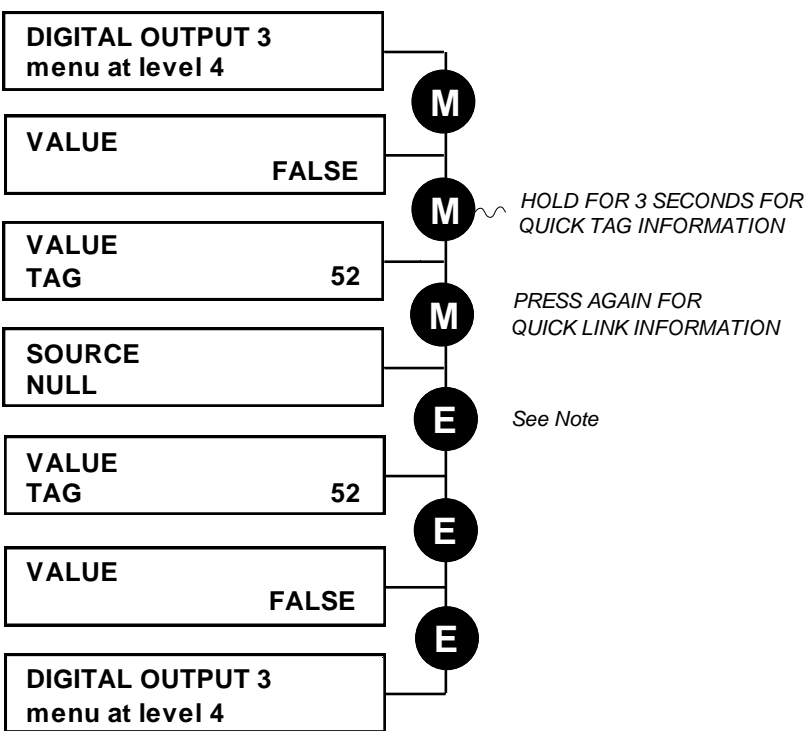 DIGITAL OUTPUT 3
menu at level 4
M
VALUE
FALSE
M
HOLD FOR 3 SECONDS FOR
QUICK TAG INFORMATION
VALUE
TAG 52
M
PRESS AGAIN FOR
QUICK LINK INFORMATION
SOURCE
NULL
E
See Note
VALUE
TAG 52
E
VALUE
FALSE
E
DIGITAL OUTPUT 3
menu at level 4